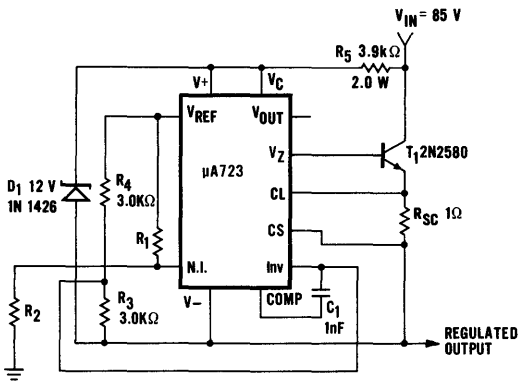 V_IN = 85 V
R5 3.9kΩ
2.0 W
V+
VC
VREF
VOUT
VZ
T1 2N2580
μA723
D1 12 V
1N 1426
R4
3.0KΩ
CL
RSC 1Ω
R1
CS
N.I.
Inv
R2
R3
3.0KΩ
V–
COMP
C1
1nF
REGULATED
OUTPUT